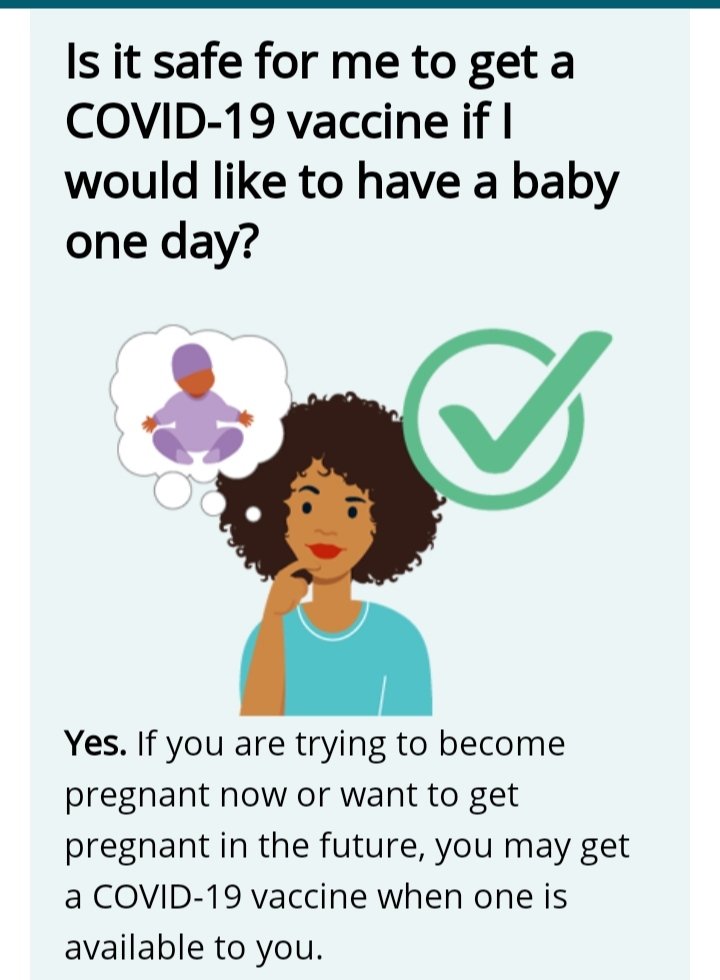 Is it safe for me to get a
COVID-19 vaccine if I
would like to have a baby
one day?
Yes. If you are trying to become
pregnant now or want to get
pregnant in the future, you may get
a COVID-19 vaccine when one is
available to you.